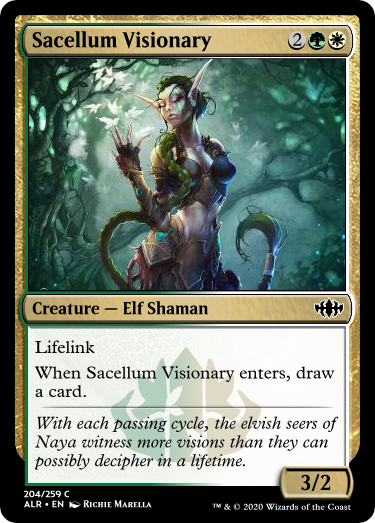 Sacellum Visionary 2
Creature — Elf Shaman
Lifelink
When Sacellum Visionary enters, draw
a card.
With each passing cycle, the elvish seers of
Naya witness more visions than they can
possibly decipher in a lifetime.
3/2
204/259 C
ALR • EN Richie Marella
™ & © 2020 Wizards of the Coast